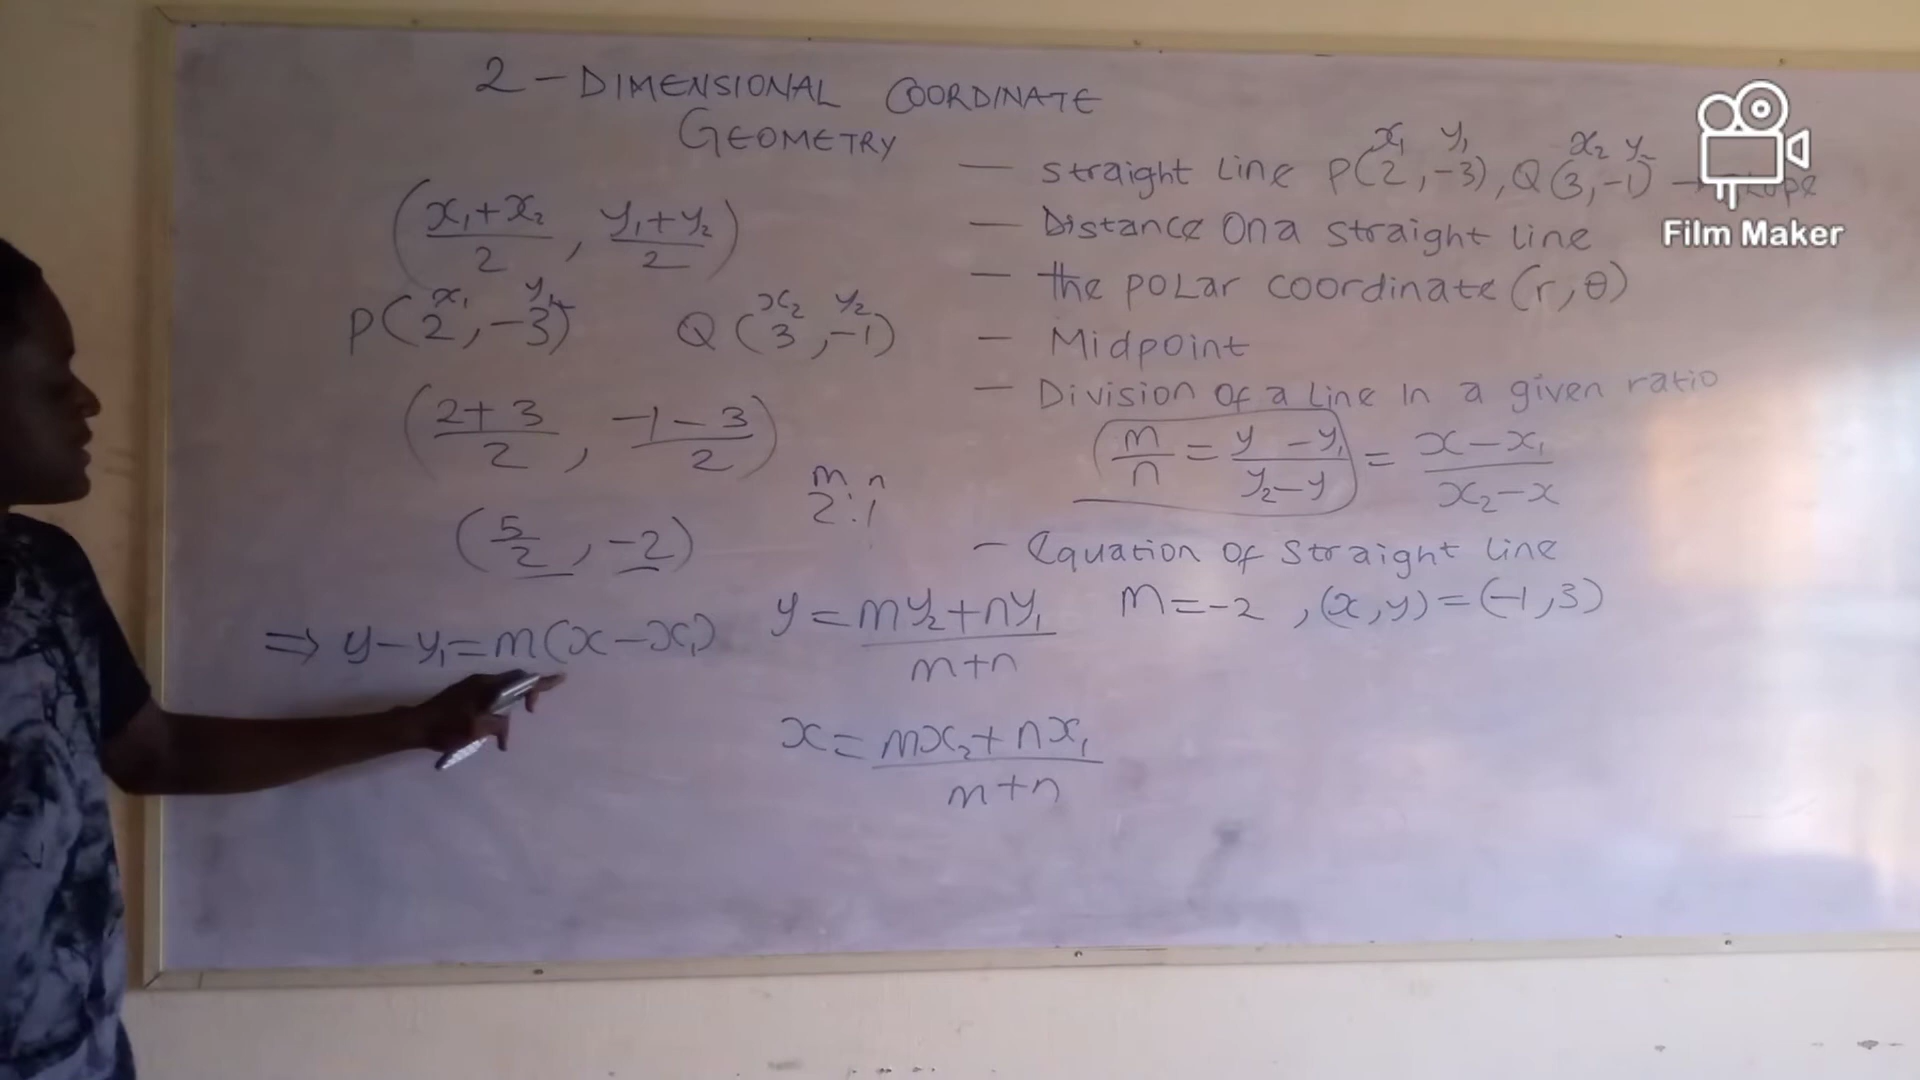 2 - DIMENSIONAL COORDINATE
GEOMETRY
(x₁+x₂/2, y₁+y₂/2)
x₁ y₁ x₂ y₂
P(2, -3) Q(3, -1)
(2+3/2, -1-3/2)
m n
2:1
(5/2, -2)
⇒ y-y₁=m(x-x₁)
y = my₂+ny₁/m+n
x = mx₂+nx₁/m+n
x₁ y₁ x₂ y₂
— straight line P(2, -3), Q(3, -1) →
— Distance on a straight line
— the polar coordinate (r, θ)
— Midpoint
— Division of a line in a given ratio
m/n = y-y₁/y₂-y = x-x₁/x₂-x
— Equation of straight line
m=-2, (x,y)=(-1,3)
Film Maker